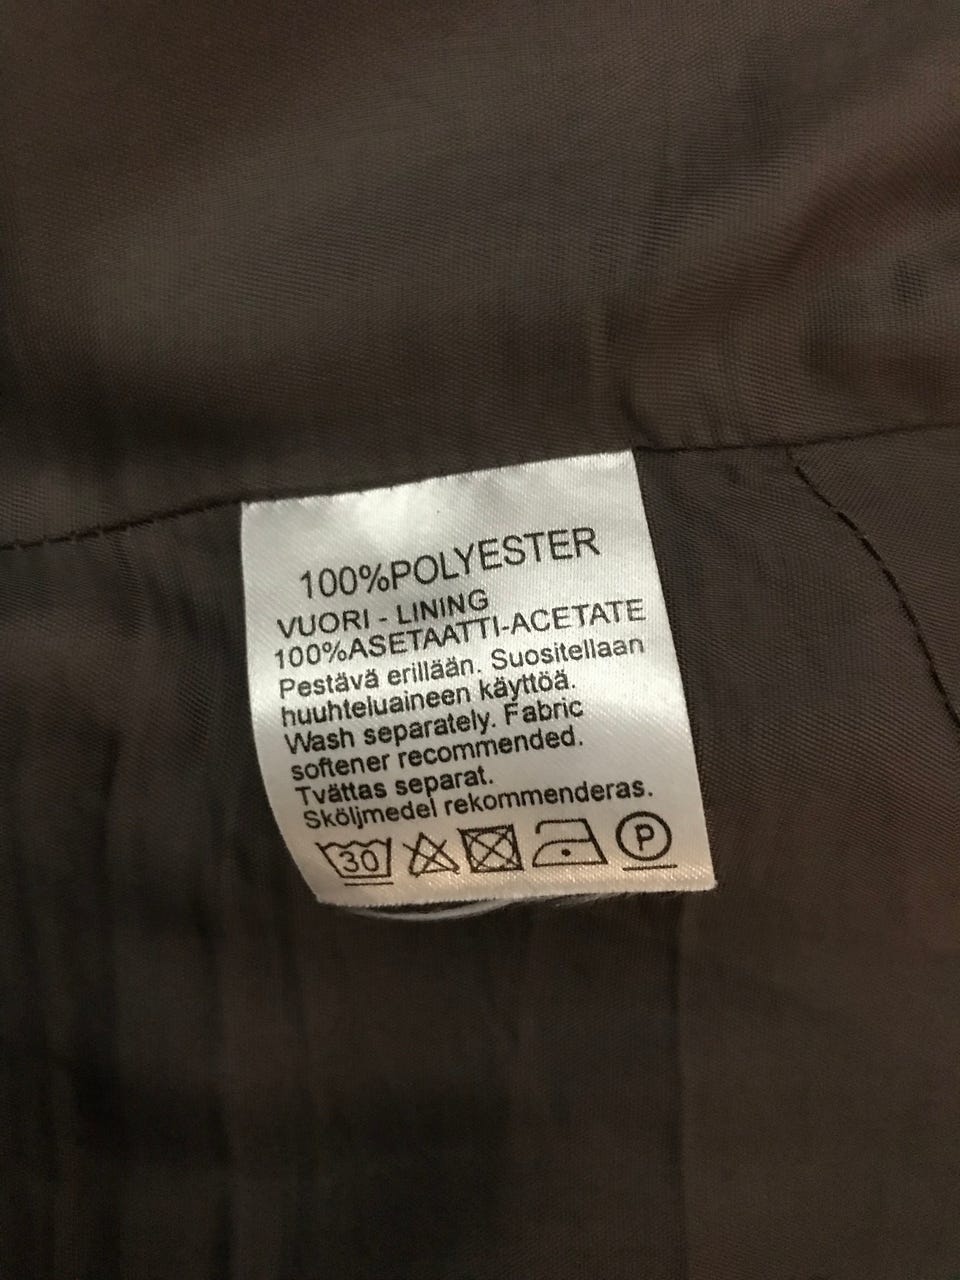 100%POLYESTER
VUORI - LINING
100%ASETAATTI-ACETATE
Pestävä erillään. Suositellaan
huuhteluaineen käyttöä.
Wash separately. Fabric
softener recommended.
Tvättas separat.
Sköljmedel rekommenderas.
30 P